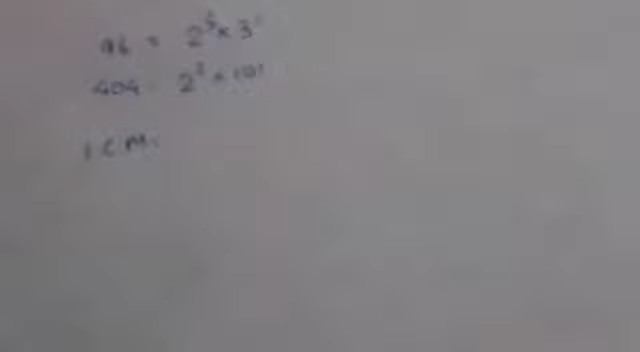 96 = 2⁵ × 3¹
404 = 2² × 101
LCM.